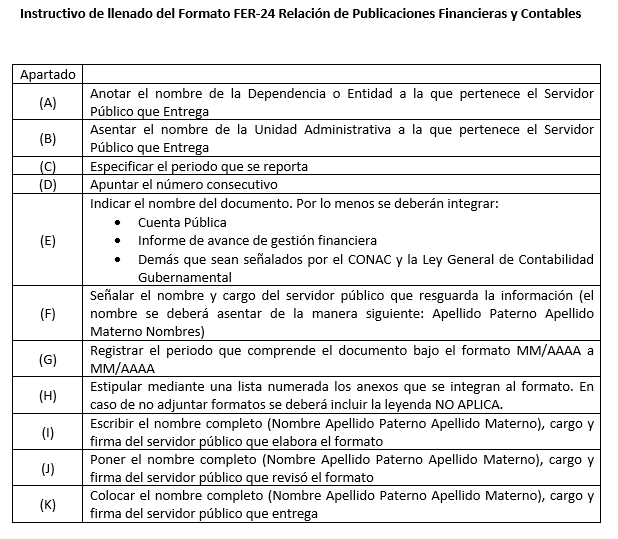 Instructivo de llenado del Formato FER-24 Relación de Publicaciones Financieras y Contables
Apartado
(A)
Anotar el nombre de la Dependencia o Entidad a la que pertenece el Servidor
Público que Entrega
(B)
Asentar el nombre de la Unidad Administrativa a la que pertenece el Servidor
Público que Entrega
(C)
Especificar el periodo que se reporta
(D)
Apuntar el número consecutivo
(E)
Indicar el nombre del documento. Por lo menos se deberán integrar:
• Cuenta Pública
• Informe de avance de gestión financiera
• Demás que sean señalados por el CONAC y la Ley General de Contabilidad
Gubernamental
(F)
Señalar el nombre y cargo del servidor público que resguarda la información (el
nombre se deberá asentar de la manera siguiente: Apellido Paterno Apellido
Materno Nombres)
(G)
Registrar el periodo que comprende el documento bajo el formato MM/AAAA a
MM/AAAA
(H)
Estipular mediante una lista numerada los anexos que se integran al formato. En
caso de no adjuntar formatos se deberá incluir la leyenda NO APLICA.
(I)
Escribir el nombre completo (Nombre Apellido Paterno Apellido Materno), cargo y
firma del servidor público que elabora el formato
(J)
Poner el nombre completo (Nombre Apellido Paterno Apellido Materno), cargo y
firma del servidor público que revisó el formato
(K)
Colocar el nombre completo (Nombre Apellido Paterno Apellido Materno), cargo y
firma del servidor público que entrega